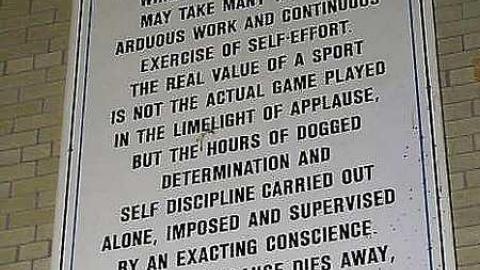 MAY TAKE MANY
ARDUOUS WORK AND CONTINUOUS
EXERCISE OF SELF-EFFORT.
THE REAL VALUE OF A SPORT
IS NOT THE ACTUAL GAME PLAYED
IN THE LIMELIGHT OF APPLAUSE,
BUT THE HOURS OF DOGGED
DETERMINATION AND
SELF DISCIPLINE CARRIED OUT
ALONE, IMPOSED AND SUPERVISED
BY AN EXACTING CONSCIENCE.
DIES AWAY,